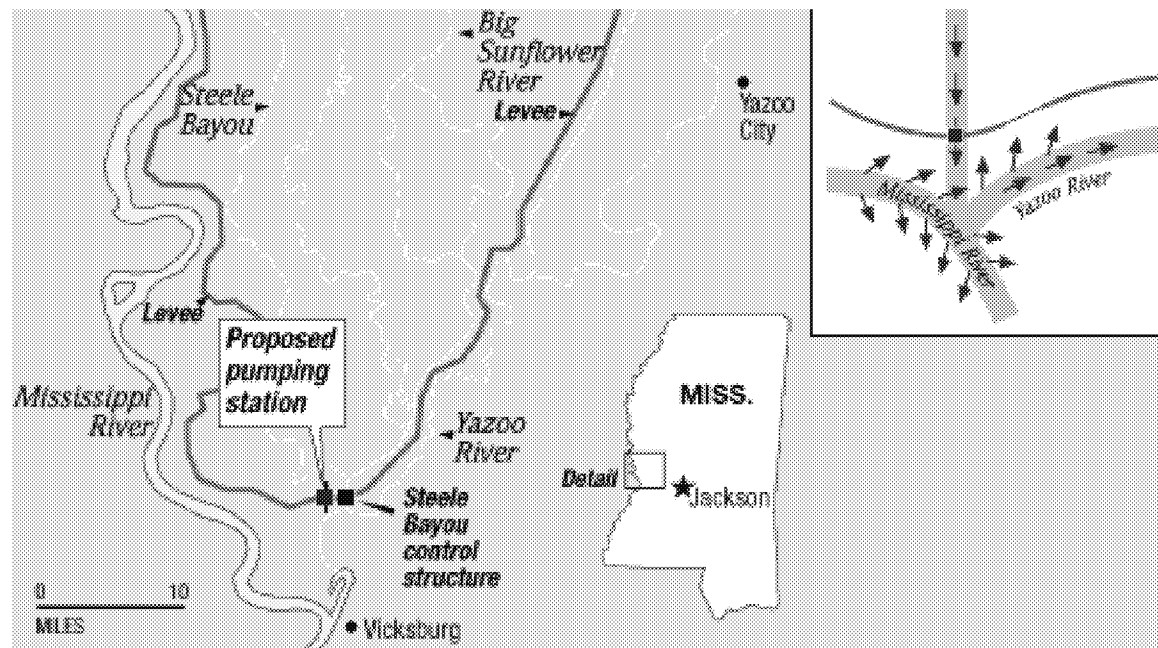 Big
Sunflower
River
Levee
Steele
Bayou
Yazoo
City
Mississippi River
Yazoo River
Levee
Proposed
pumping
station
Mississippi
River
Yazoo
River
MISS.
Detail
Jackson
Steele
Bayou
control
structure
0 10
MILES
Vicksburg